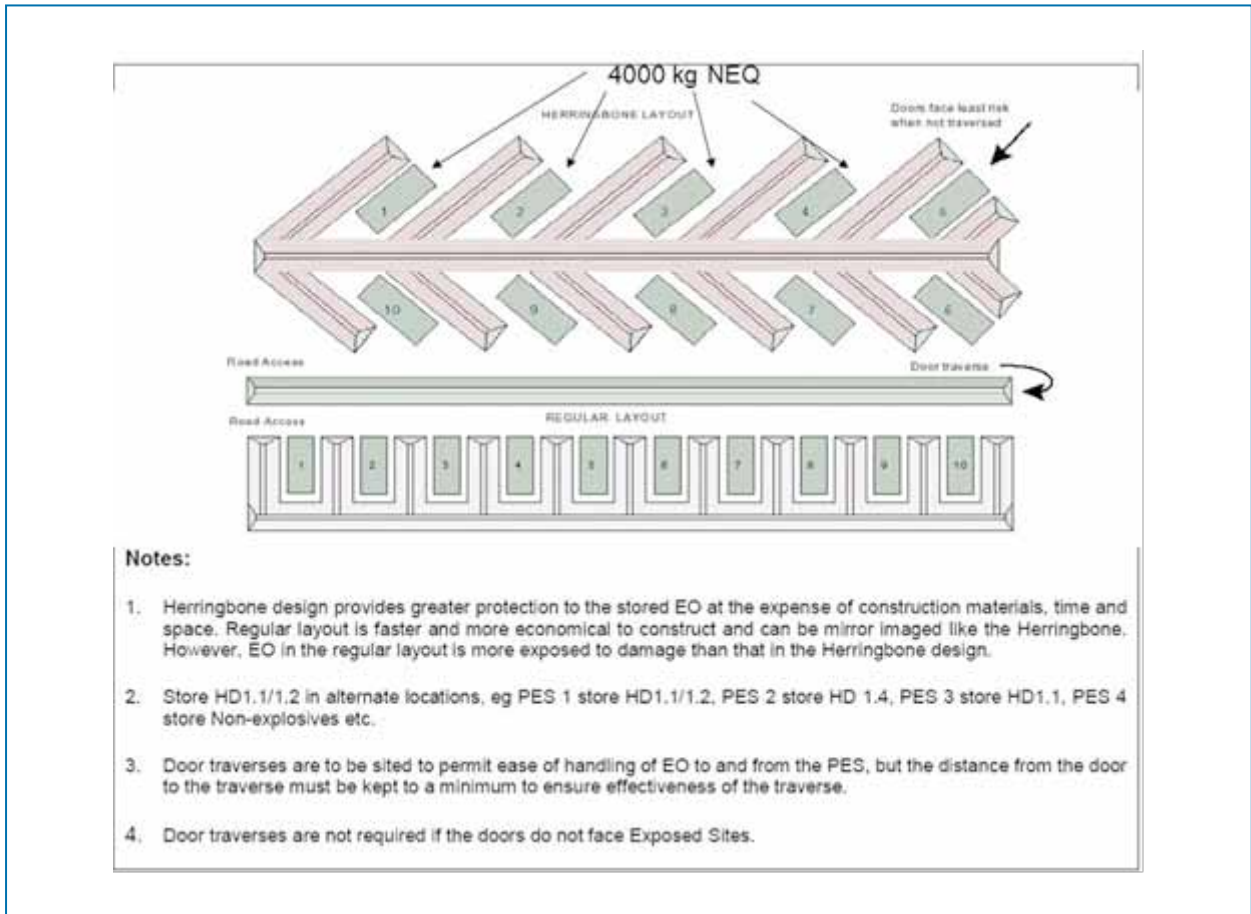 4000 kg NEQ
HERRINGBONE LAYOUT
Doors face least risk
when not traversed
1
2
3
4
5
10
9
8
7
6
Road Access
Door traverse
Road Access
REGULAR LAYOUT
1
2
3
4
5
6
7
8
9
10
Notes:
1. Herringbone design provides greater protection to the stored EO at the expense of construction materials, time and
space. Regular layout is faster and more economical to construct and can be mirror imaged like the Herringbone.
However, EO in the regular layout is more exposed to damage than that in the Herringbone design.
2. Store HD1.1/1.2 in alternate locations, eg PES 1 store HD1.1/1.2, PES 2 store HD 1.4, PES 3 store HD1.1, PES 4
store Non-explosives etc.
3. Door traverses are to be sited to permit ease of handling of EO to and from the PES, but the distance from the door
to the traverse must be kept to a minimum to ensure effectiveness of the traverse.
4. Door traverses are not required if the doors do not face Exposed Sites.